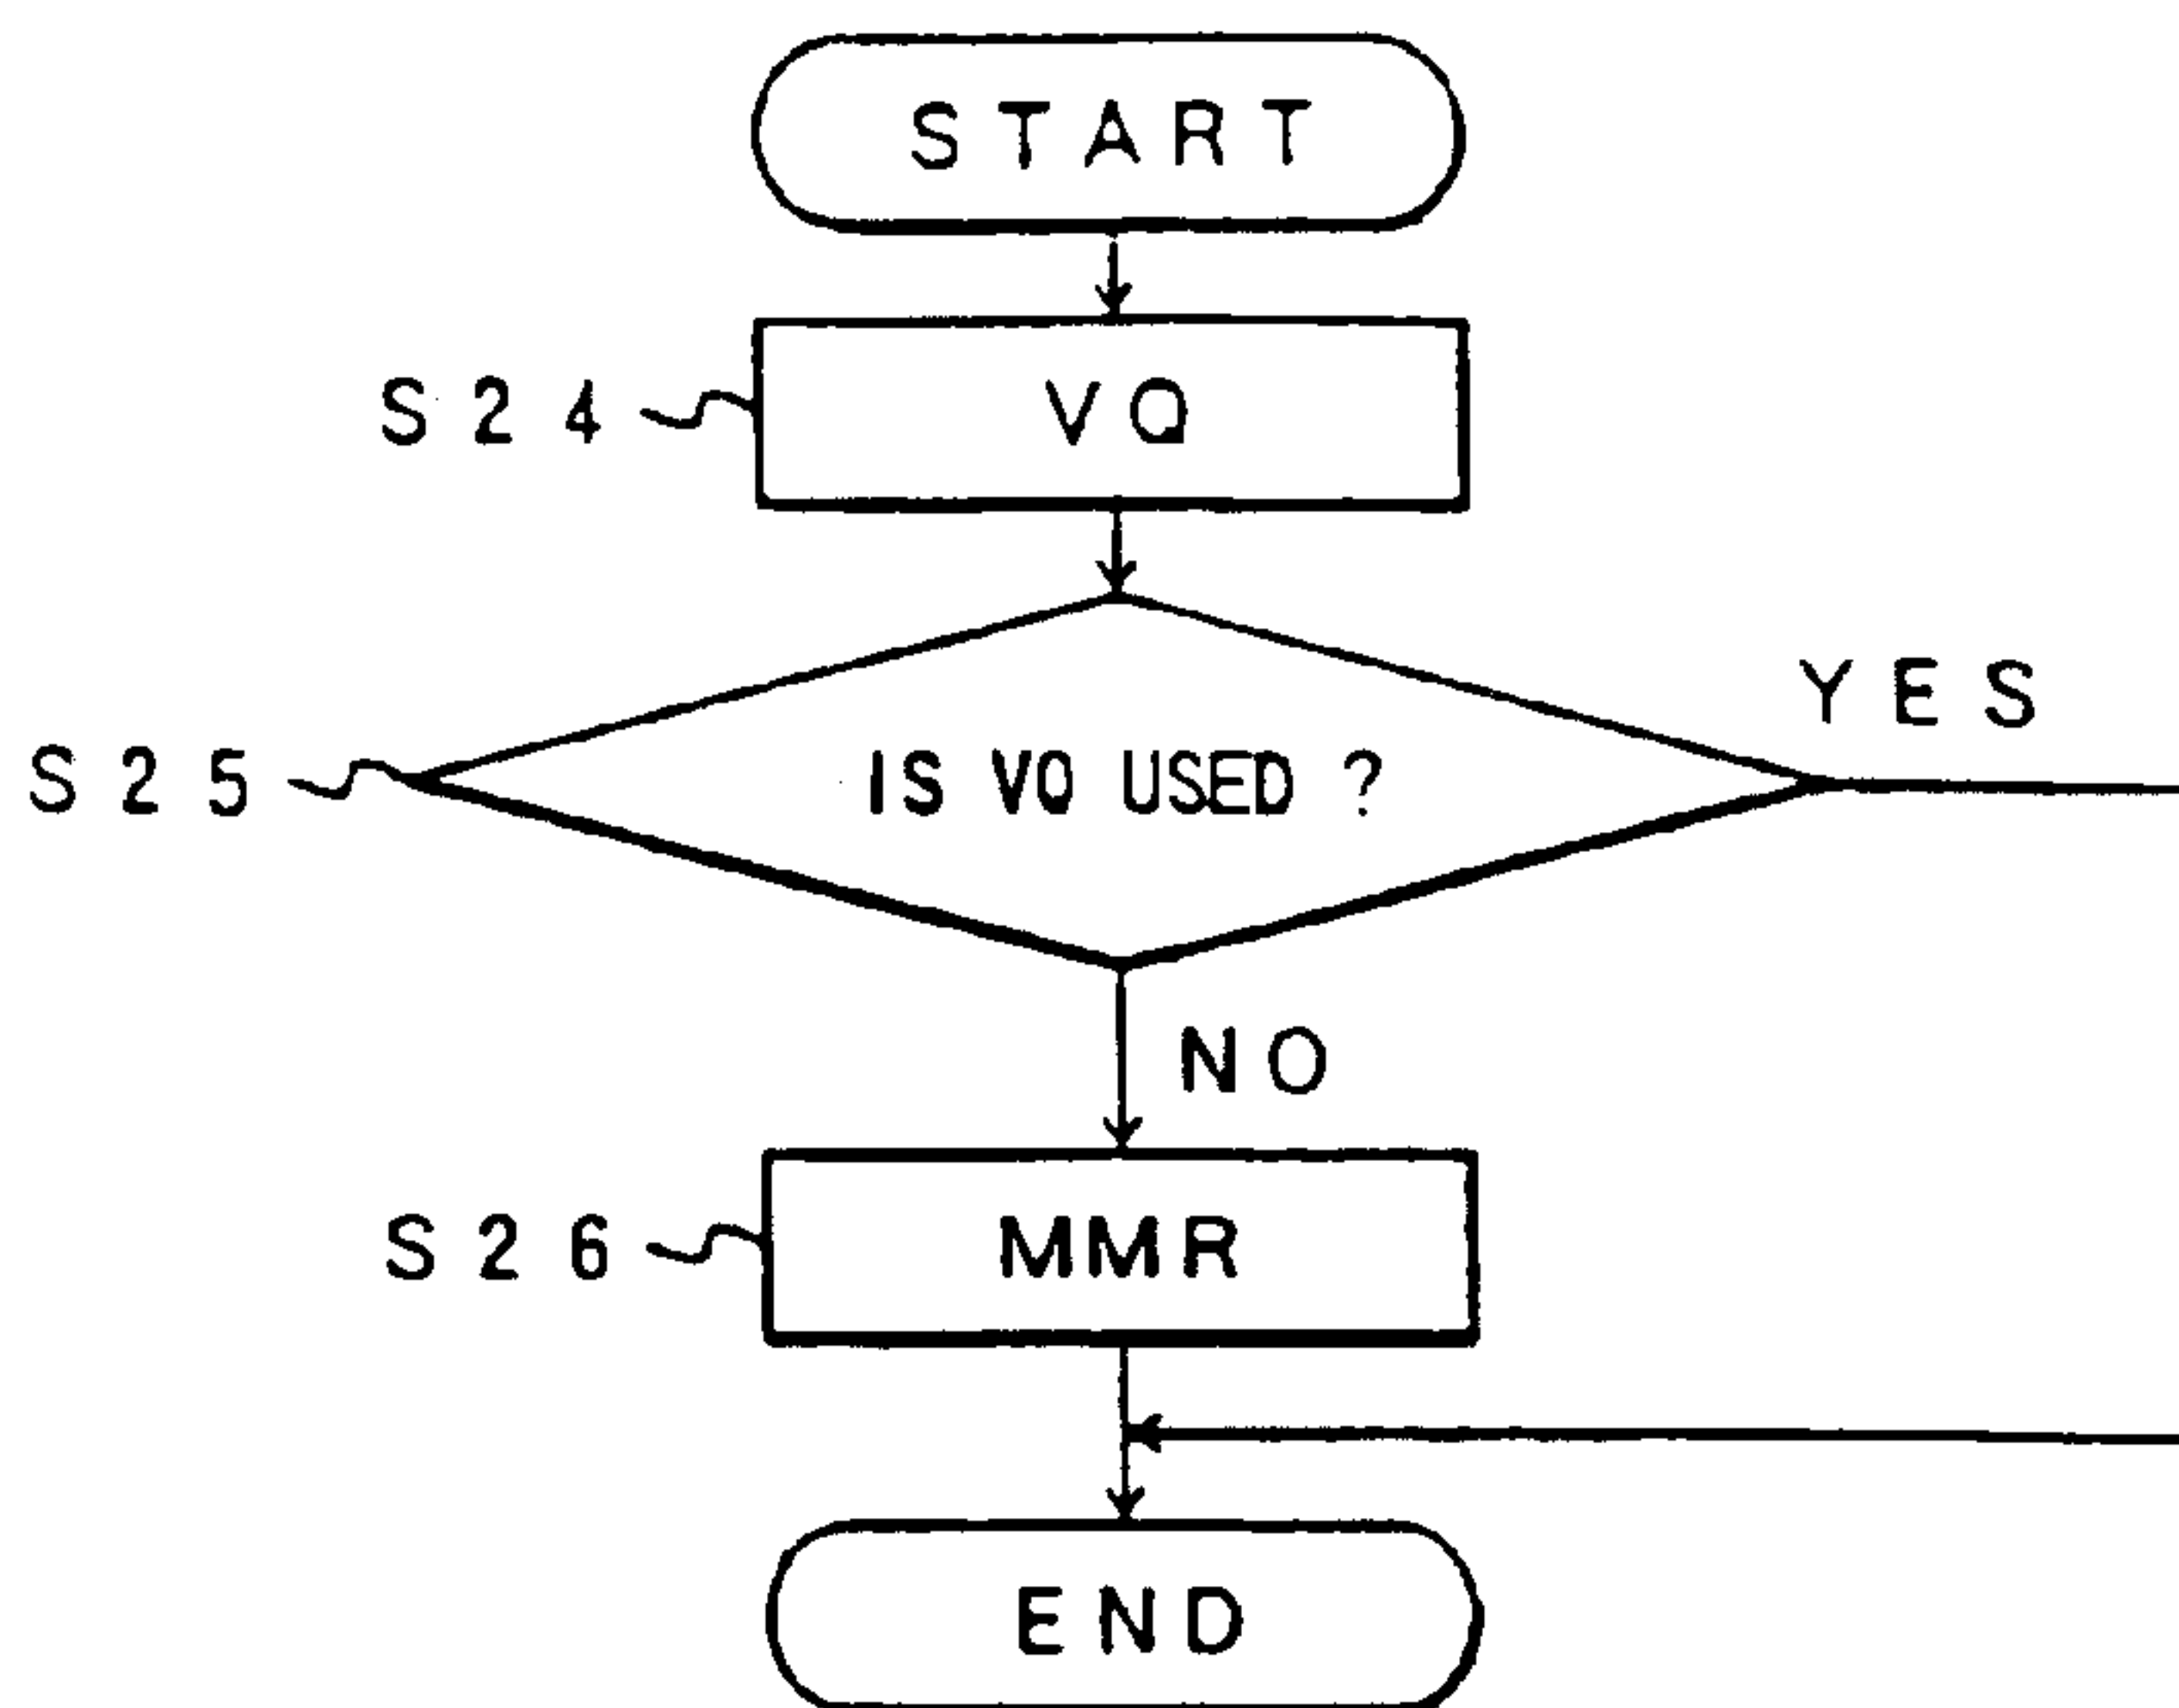 START
S24
VQ
YES
S25
IS VQ USED ?
NO
S26
MMR
END